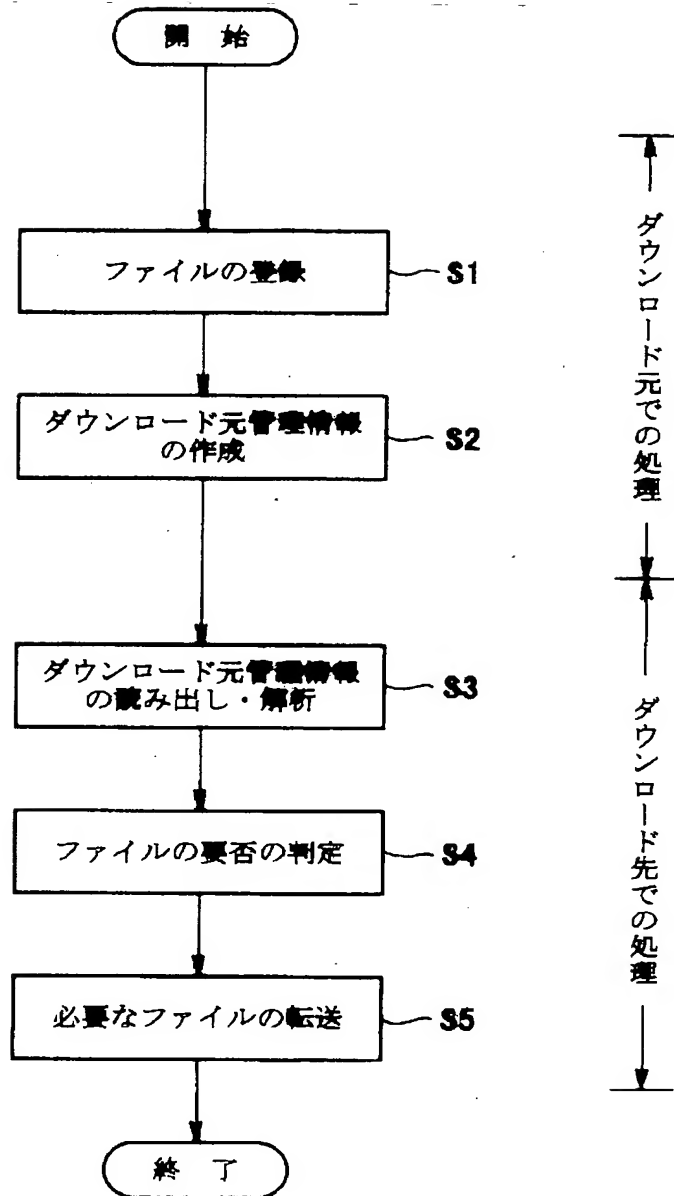 開 始
ファイルの登録
S1
ダウンロード元管理情報
の作成
S2
ダウンロード元管理情報
の読み出し・解析
S3
ファイルの要否の判定
S4
必要なファイルの転送
S5
終 了
ダウンロード元での処理
ダウンロード先での処理